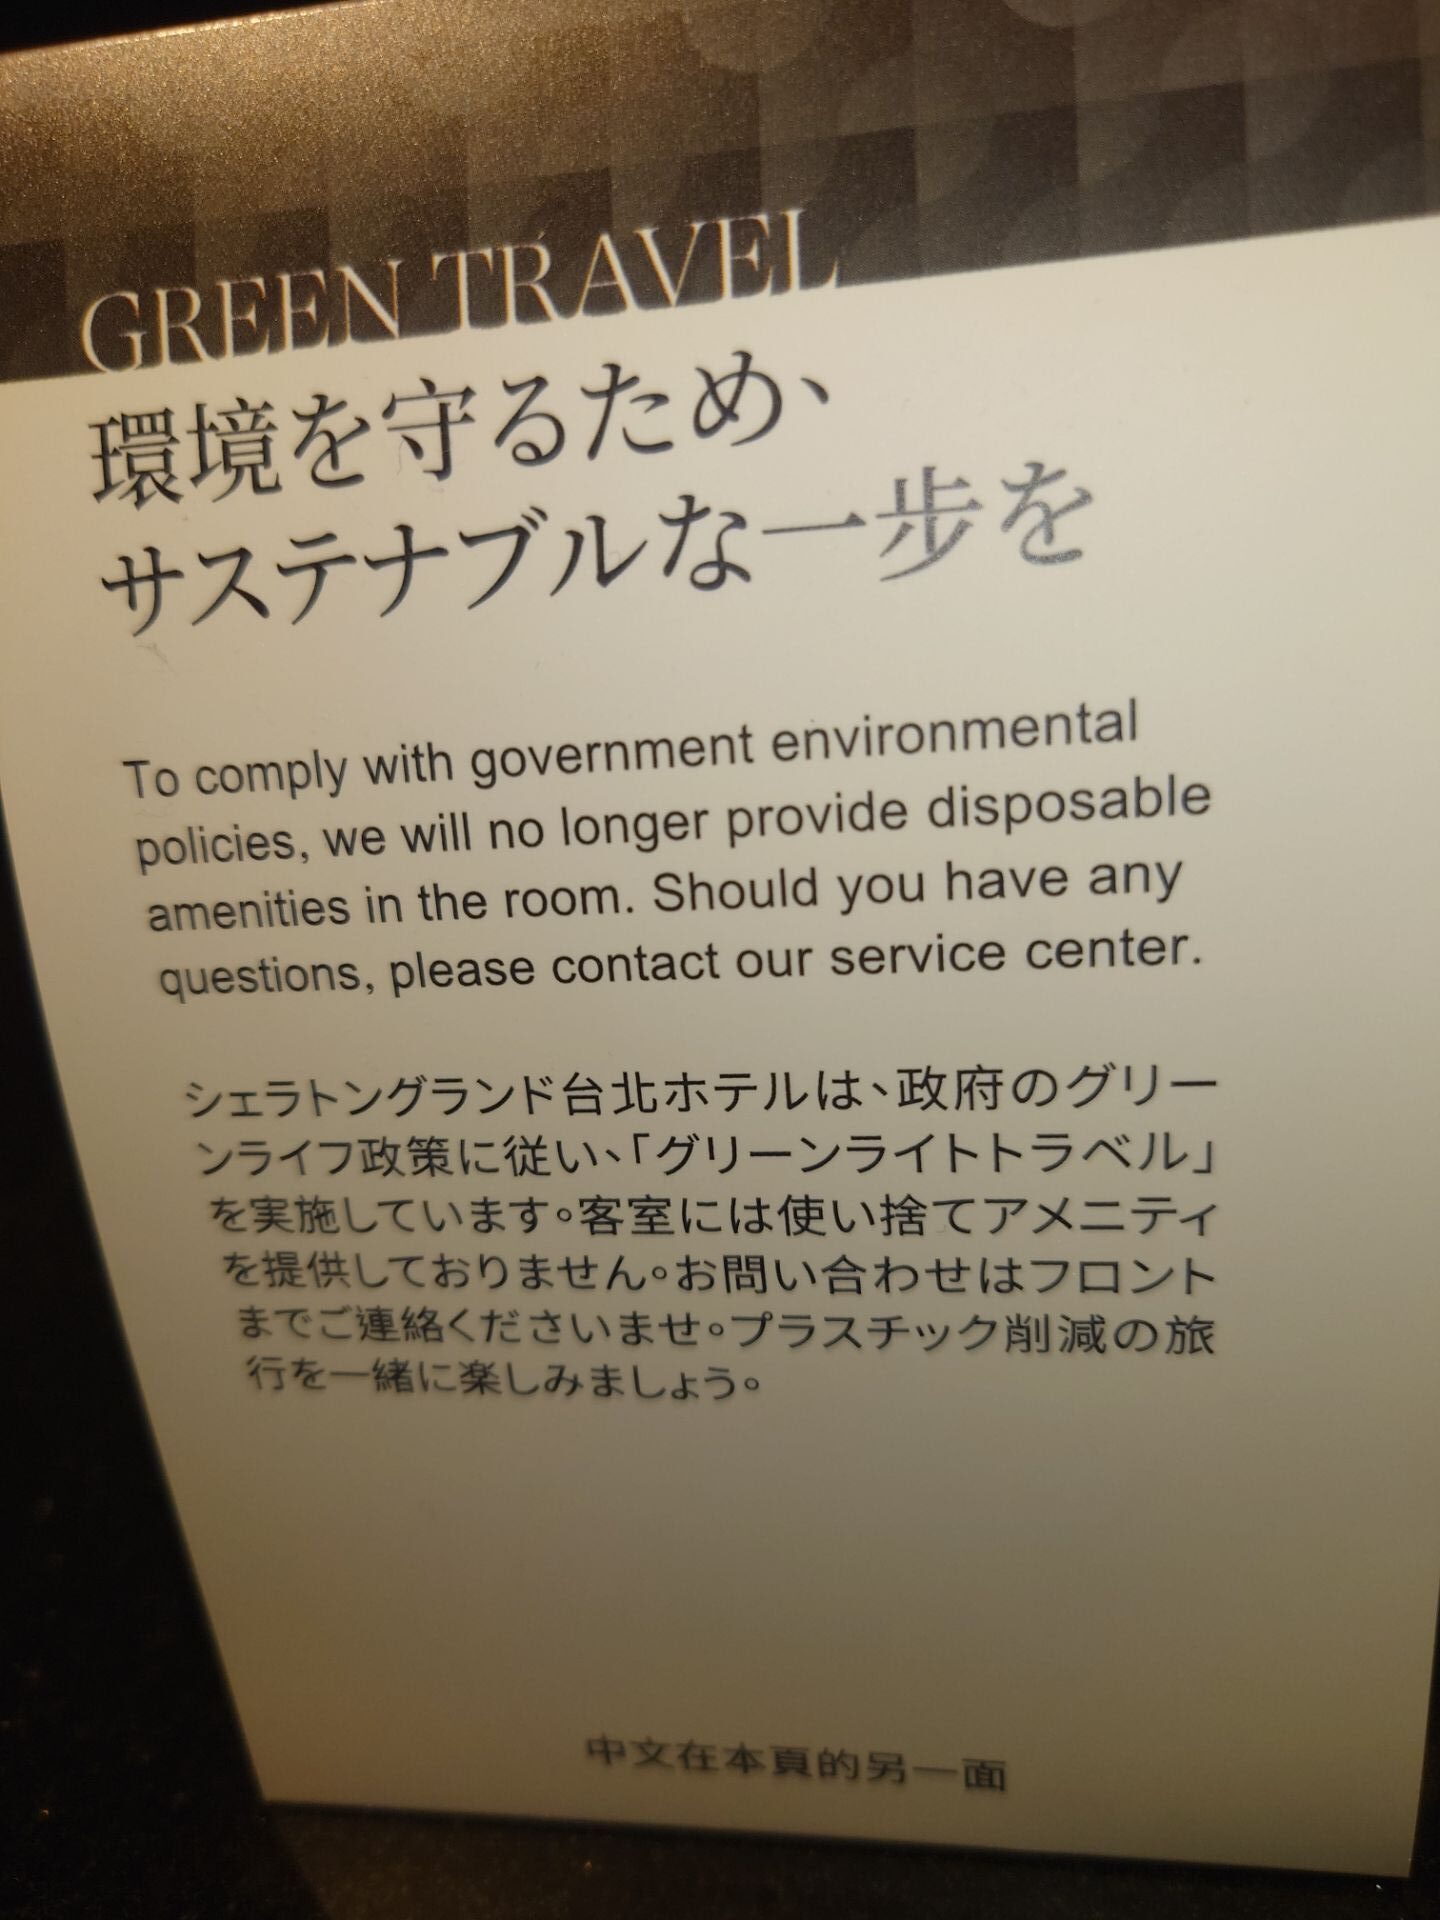 GREEN TRAVEL
環境を守るため、
サステナブルな一歩を
To comply with government environmental
policies, we will no longer provide disposable
amenities in the room. Should you have any
questions, please contact our service center.
シェラトングランド台北ホテルは、政府のグリー
ンライフ政策に従い、「グリーンライトトラベル」
を実施しています。客室には使い捨てアメニティ
を提供しておりません。お問い合わせはフロント
までご連絡くださいませ。プラスチック削減の旅
行を一緒に楽しみましょう。
中文在本頁的另一面